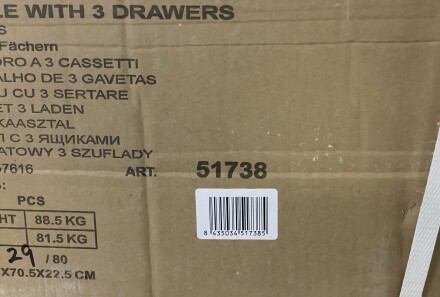 LE WITH 3 DRAWERS
S
Fächern
DRO A 3 CASSETTI
ALHO DE 3 GAVETAS
U CU 3 SERTARE
ET 3 LADEN
KAASZTAL
Л С 3 ЯЩИКАМИ
ATOWY 3 SZUFLADY
57616 ART. 51738
S:
PCS
HT 88.5 KG
81.5 KG
29 / 80
X70.5X22.5 CM
8 435034 517385